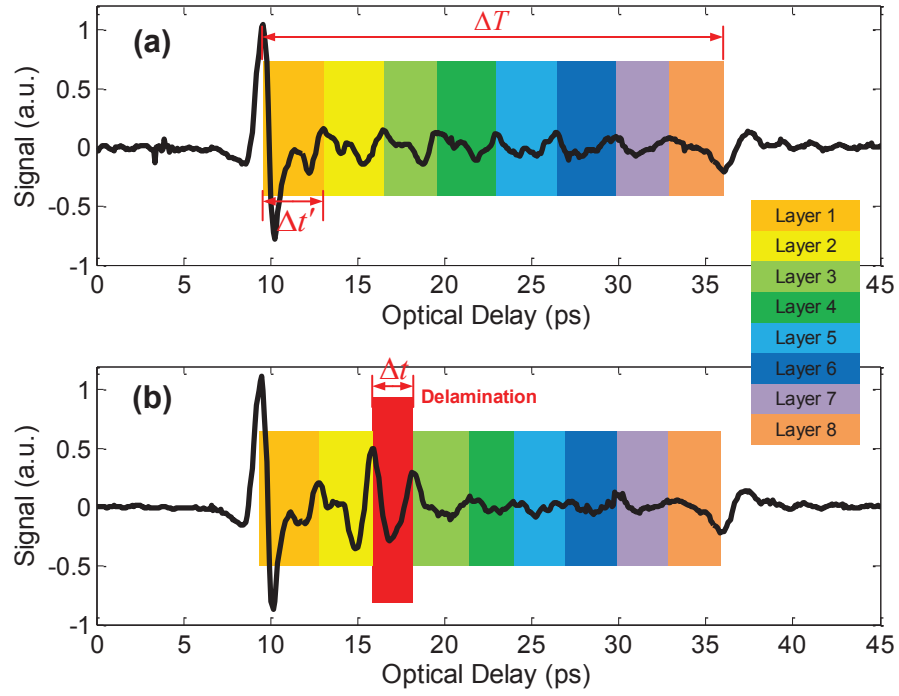 (a)
ΔT
Δt′
Signal (a.u.)
1
0.5
0
-0.5
-1
0 5 10 15 20 25 30 35 40 45
Optical Delay (ps)
Layer 1
Layer 2
Layer 3
Layer 4
Layer 5
Layer 6
Layer 7
Layer 8
(b)
Δt
Delamination
Signal (a.u.)
1
0.5
0
-0.5
-1
0 5 10 15 20 25 30 35 40 45
Optical Delay (ps)